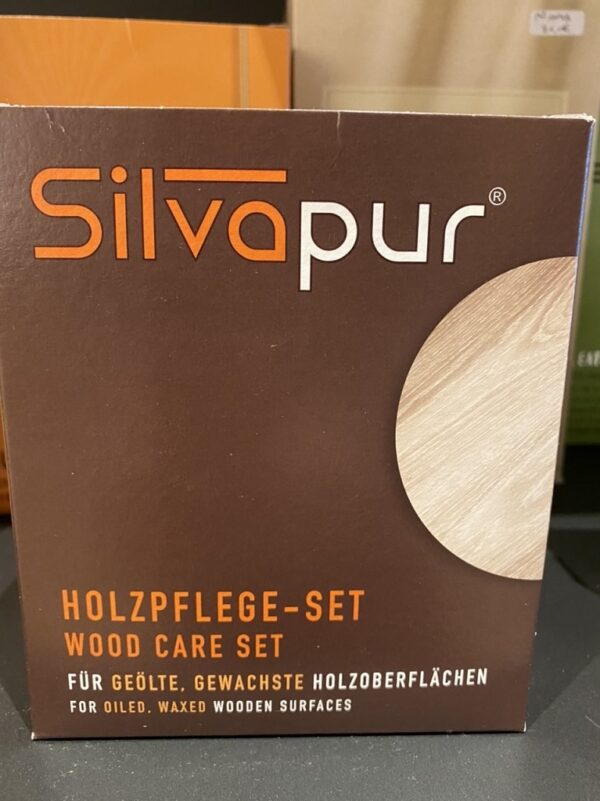 Silvapur®
HOLZPFLEGE-SET
WOOD CARE SET
FÜR GEÖLTE, GEWACHSTE HOLZOBERFLÄCHEN
FOR OILED, WAXED WOODEN SURFACES